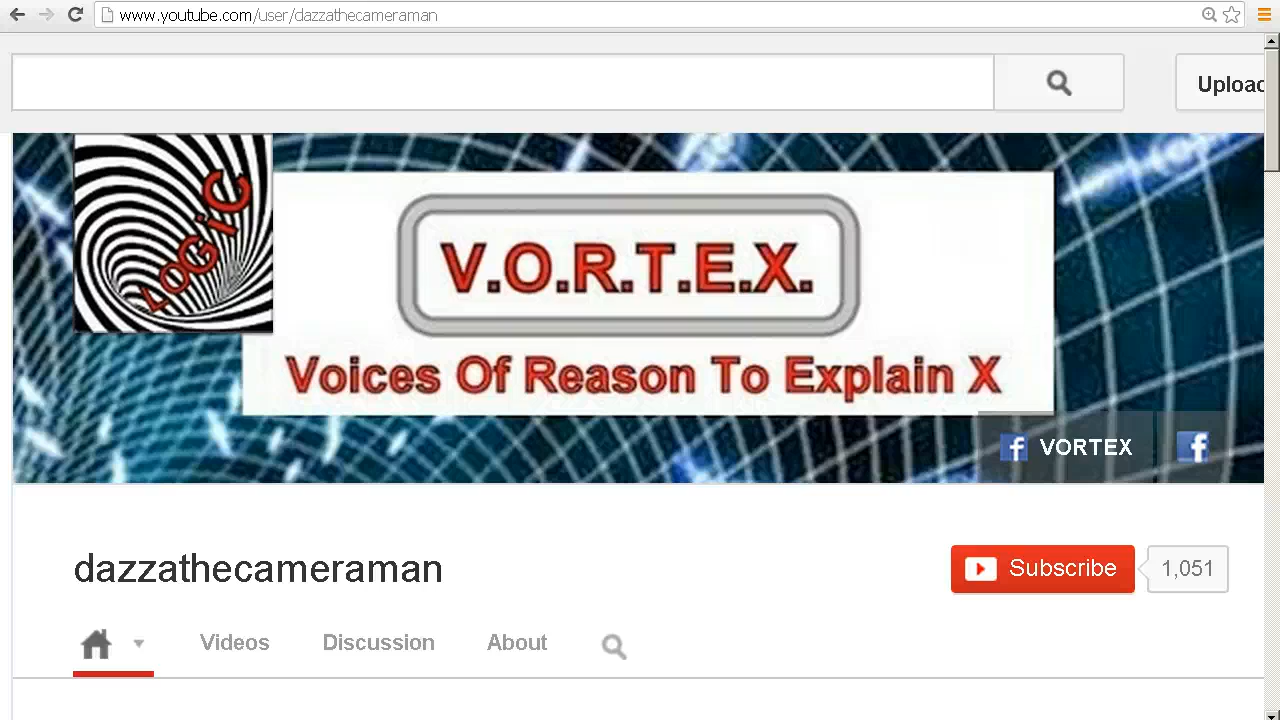 www.youtube.com/user/dazzathecameraman
Upload
LOGiC
V.O.R.T.E.X.
Voices Of Reason To Explain X
VORTEX
dazzathecameraman
Subscribe 1,051
Videos Discussion About